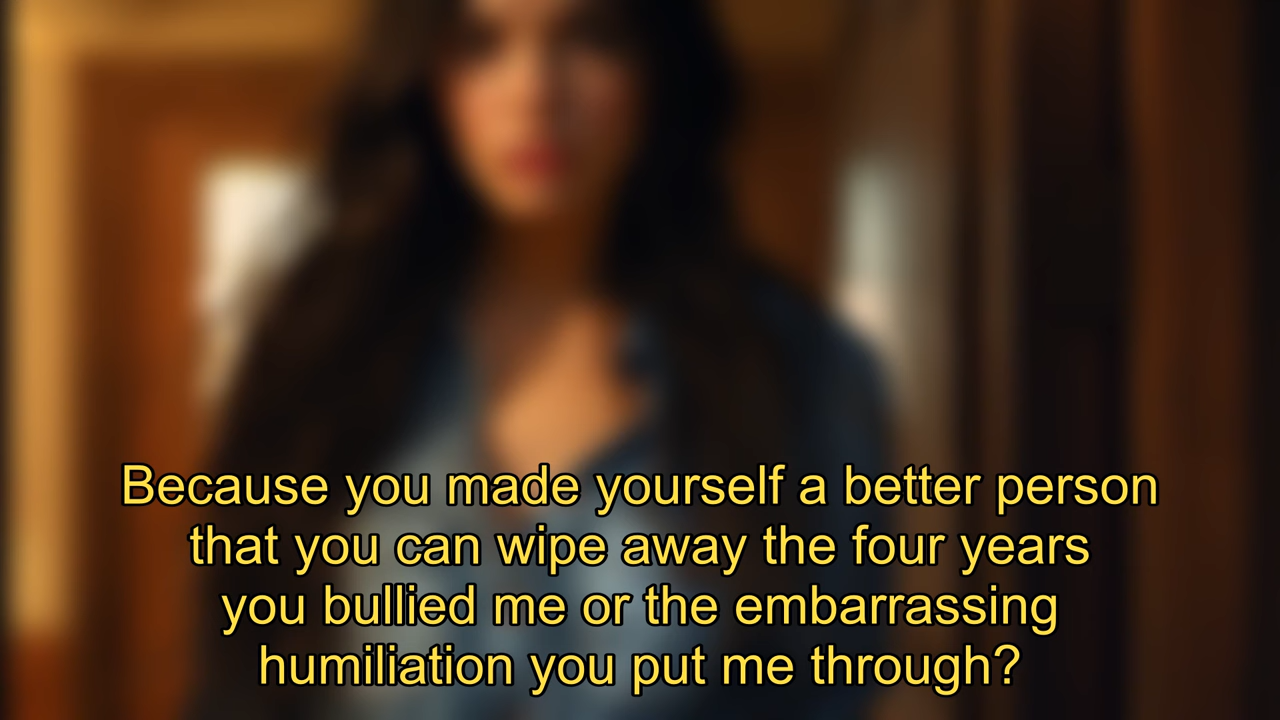 Because you made yourself a better person
that you can wipe away the four years
you bullied me or the embarrassing
humiliation you put me through?